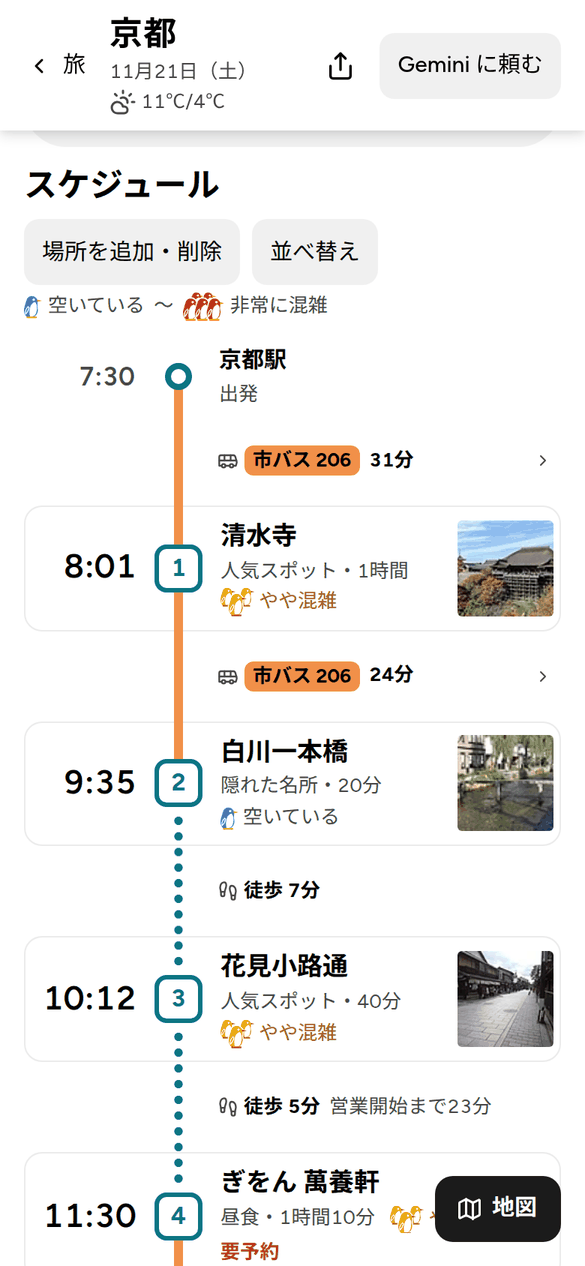 京都
旅
11月21日（土）
11°C/4°C
Gemini に頼む
スケジュール
場所を追加・削除
並べ替え
空いている 〜 非常に混雑
7:30
京都駅
出発
市バス 206 31分
8:01
1
清水寺
人気スポット・1時間
やや混雑
市バス 206 24分
9:35
2
白川一本橋
隠れた名所・20分
空いている
徒歩 7分
10:12
3
花見小路通
人気スポット・40分
やや混雑
徒歩 5分 営業開始まで23分
11:30
4
ぎをん 萬養軒
昼食・1時間10分
要予約
地図